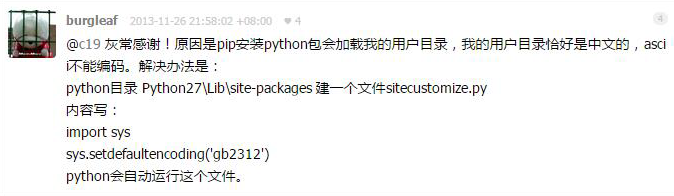 burgleaf 2013-11-26 21:58:02 +08:00 ♥ 4 4
@c19 灰常感谢！原因是pip安装python包会加载我的用户目录，我的用户目录恰好是中文的，asc
ii不能编码。解决办法是：
python目录 Python27\Lib\site-packages 建一个文件sitecustomize.py
内容写：
import sys
sys.setdefaultencoding('gb2312')
python会自动运行这个文件。